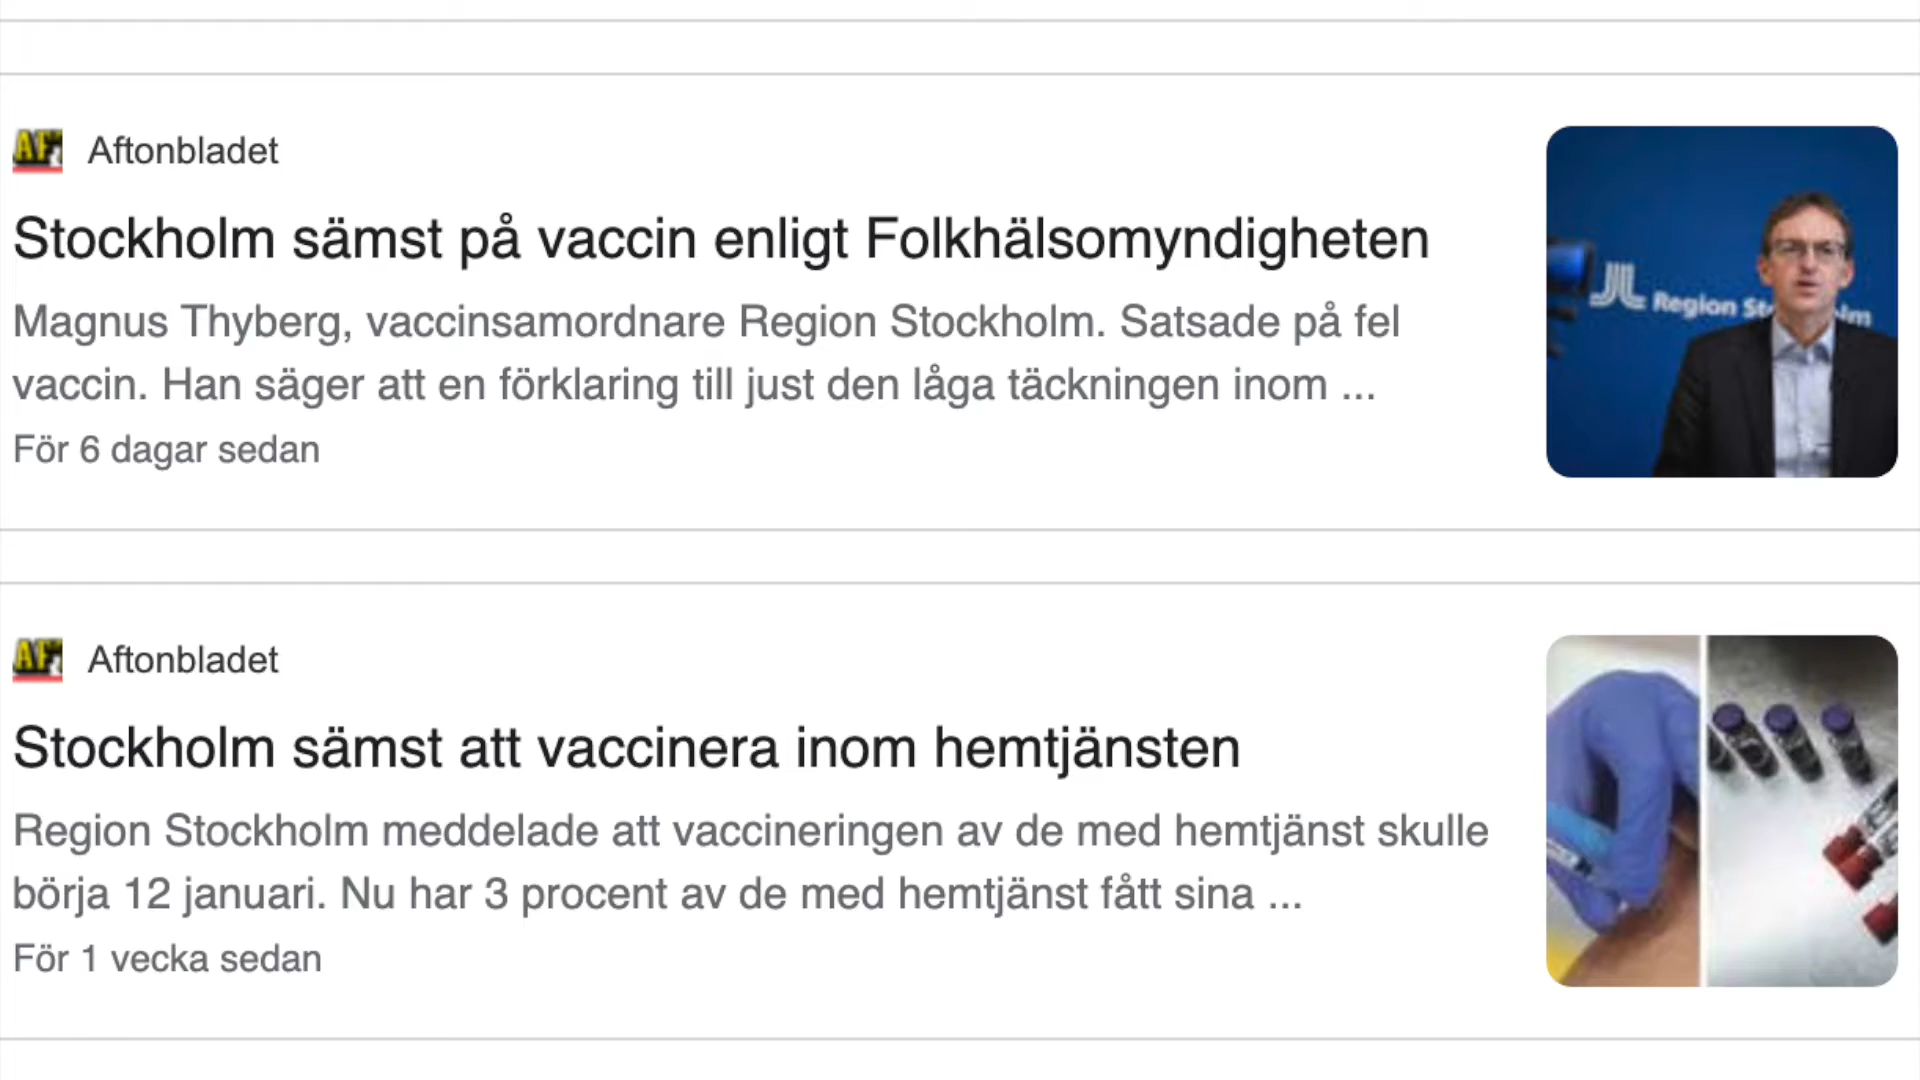 Aftonbladet
Stockholm sämst på vaccin enligt Folkhälsomyndigheten
Magnus Thyberg, vaccinsamordnare Region Stockholm. Satsade på fel
vaccin. Han säger att en förklaring till just den låga täckningen inom ...
För 6 dagar sedan
Region St lm
Aftonbladet
Stockholm sämst att vaccinera inom hemtjänsten
Region Stockholm meddelade att vaccineringen av de med hemtjänst skulle
börja 12 januari. Nu har 3 procent av de med hemtjänst fått sina ...
För 1 vecka sedan